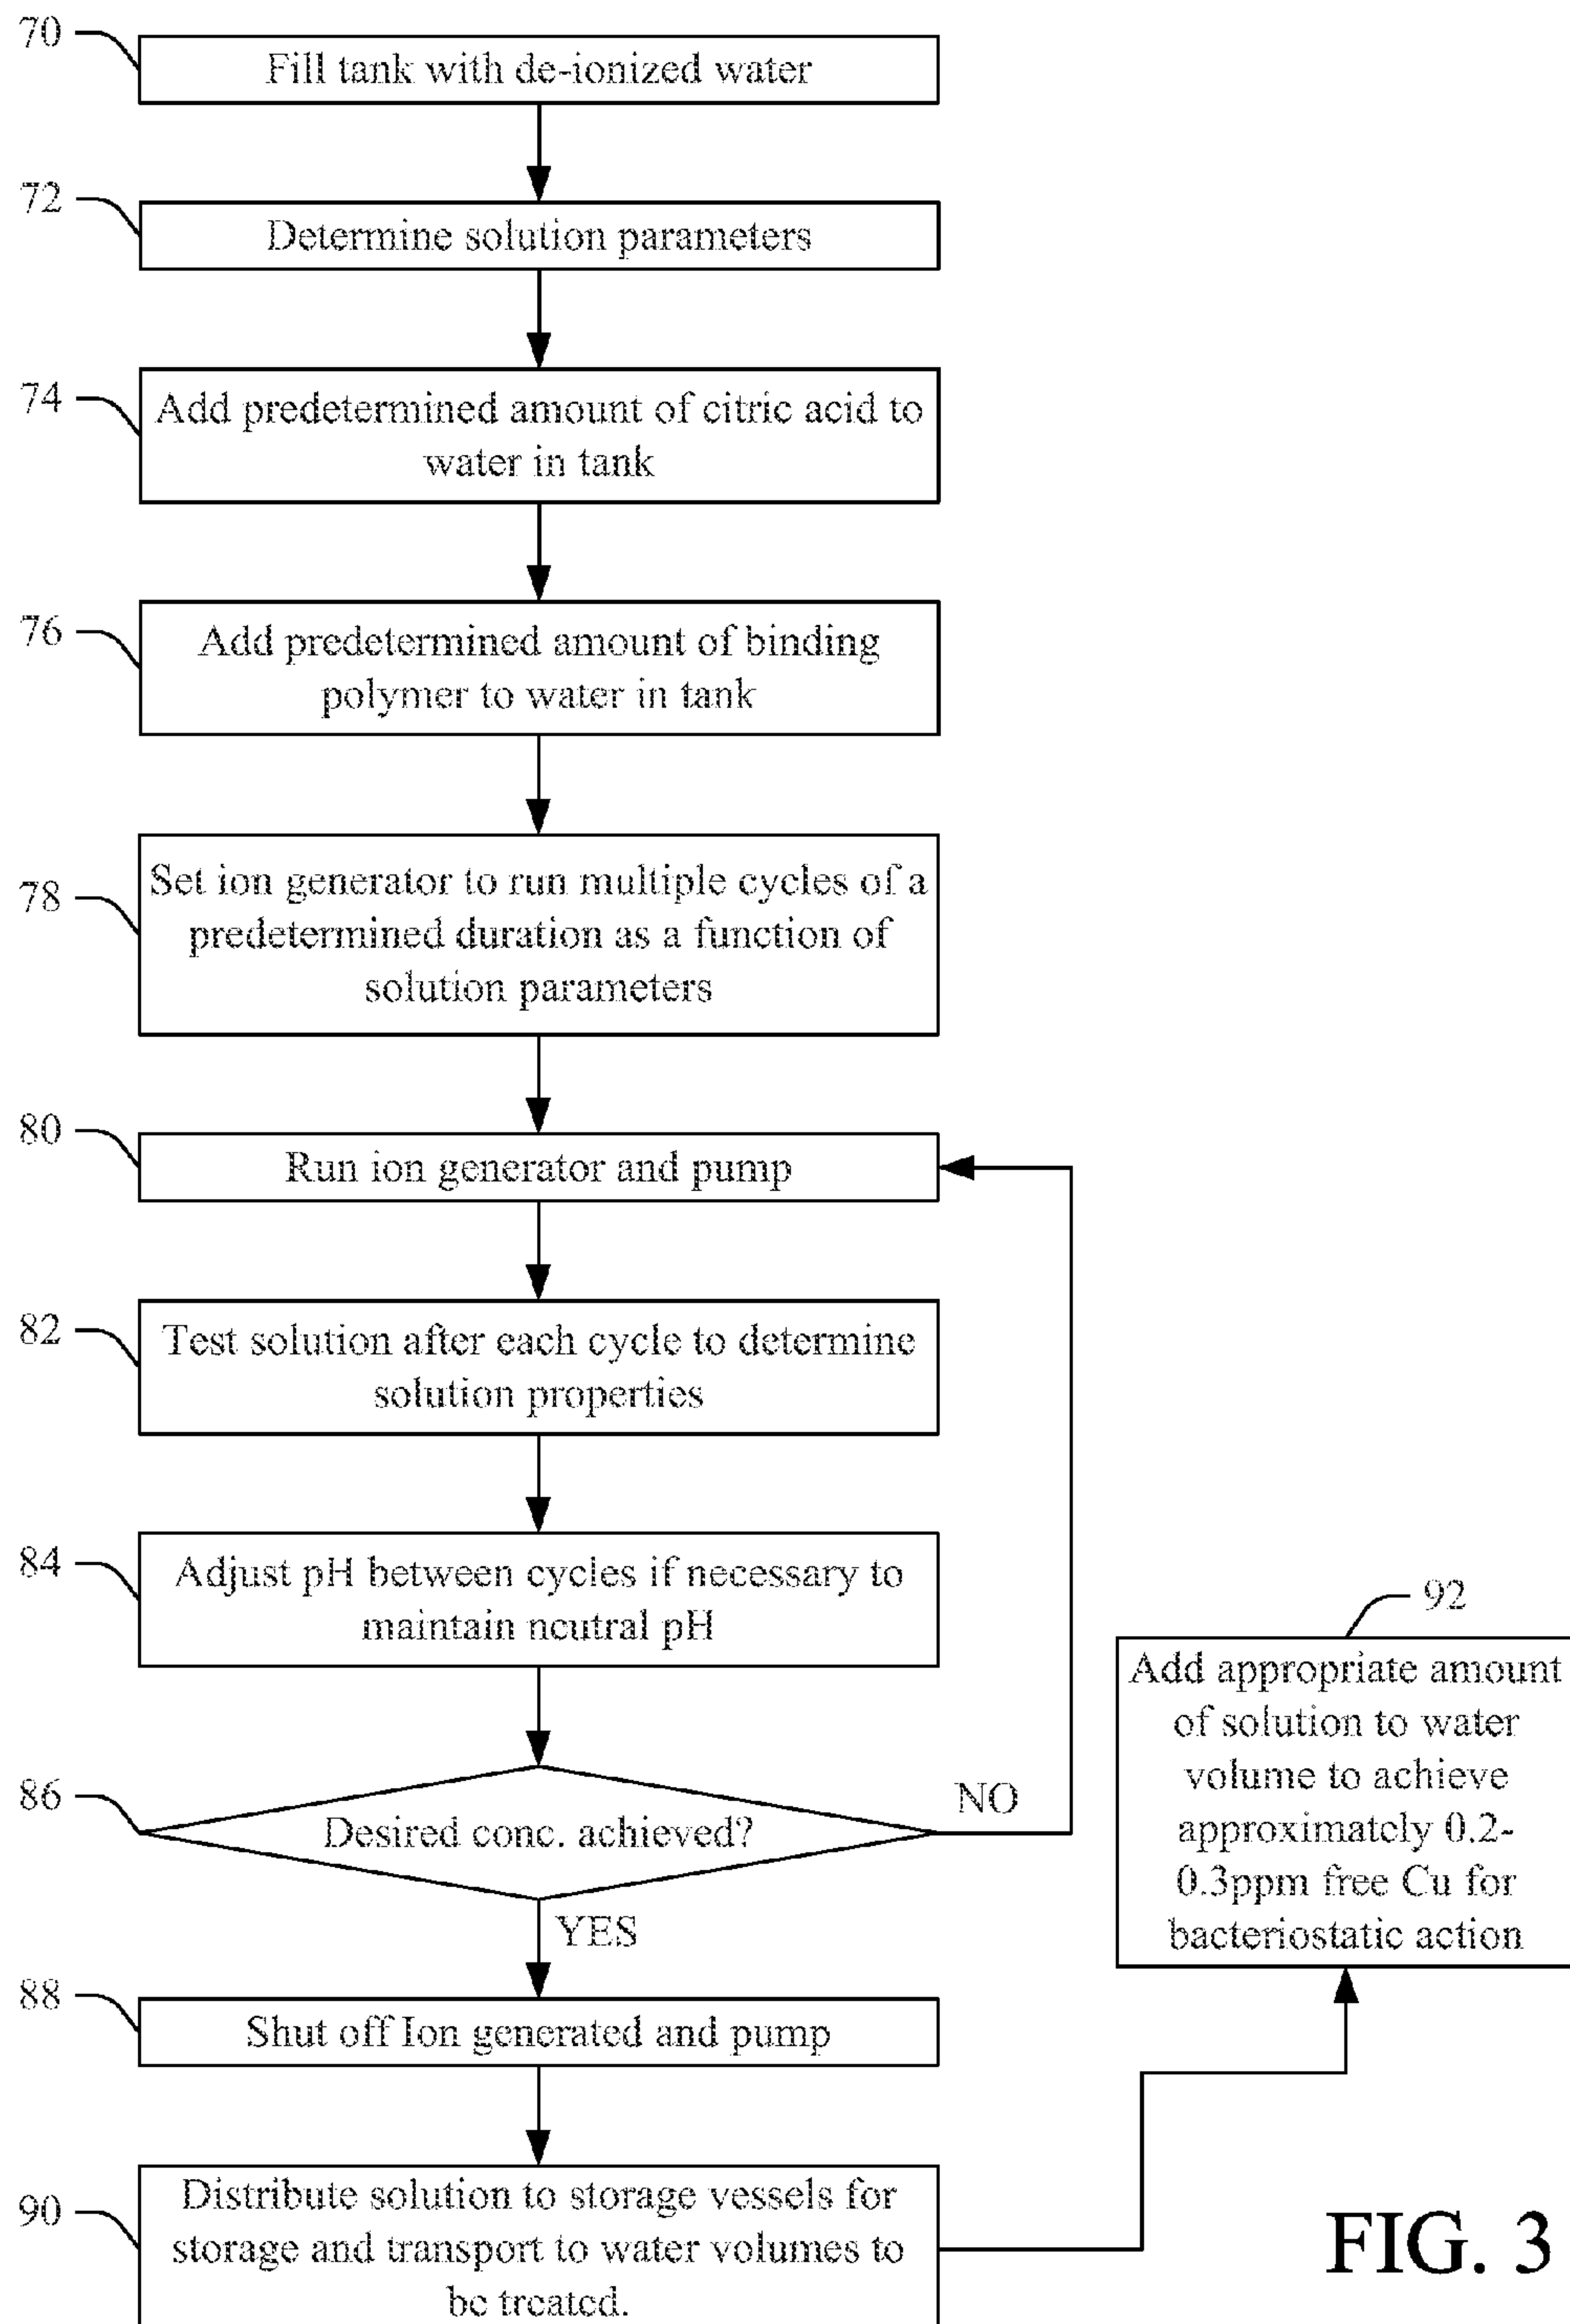 70
Fill tank with de-ionized water
72
Determine solution parameters
74
Add predetermined amount of citric acid to
water in tank
76
Add predetermined amount of binding
polymer to water in tank
78
Set ion generator to run multiple cycles of a
predetermined duration as a function of
solution parameters
80
Run ion generator and pump
82
Test solution after each cycle to determine
solution properties
84
Adjust pH between cycles if necessary to
maintain neutral pH
86
Desired conc. achieved?
NO
YES
88
Shut off Ion generated and pump
90
Distribute solution to storage vessels for
storage and transport to water volumes to
be treated.
92
Add appropriate amount
of solution to water
volume to achieve
approximately 0.2-
0.3ppm free Cu for
bacteriostatic action
FIG. 3